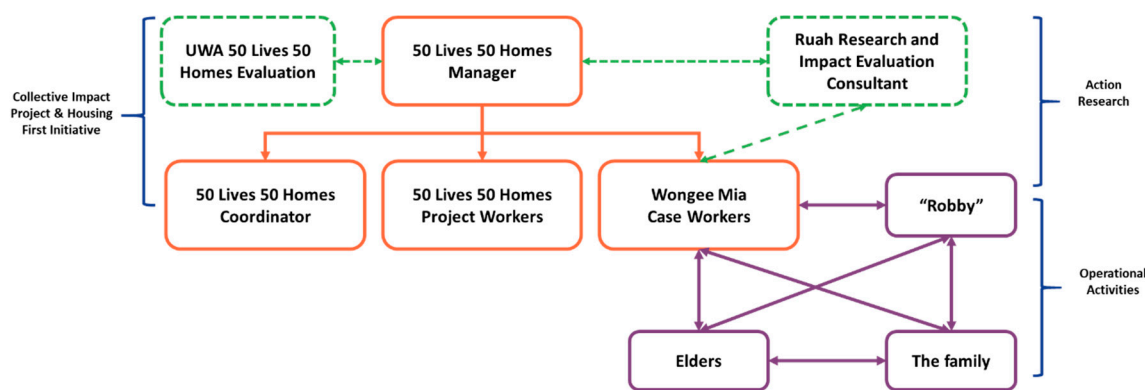 UWA 50 Lives 50
Homes Evaluation
50 Lives 50 Homes
Manager
Ruah Research and
Impact Evaluation
Consultant
Collective Impact
Project & Housing
First Initiative
Action
Research
50 Lives 50 Homes
Coordinator
50 Lives 50 Homes
Project Workers
Wongee Mia
Case Workers
“Robby”
Operational
Activities
Elders
The family